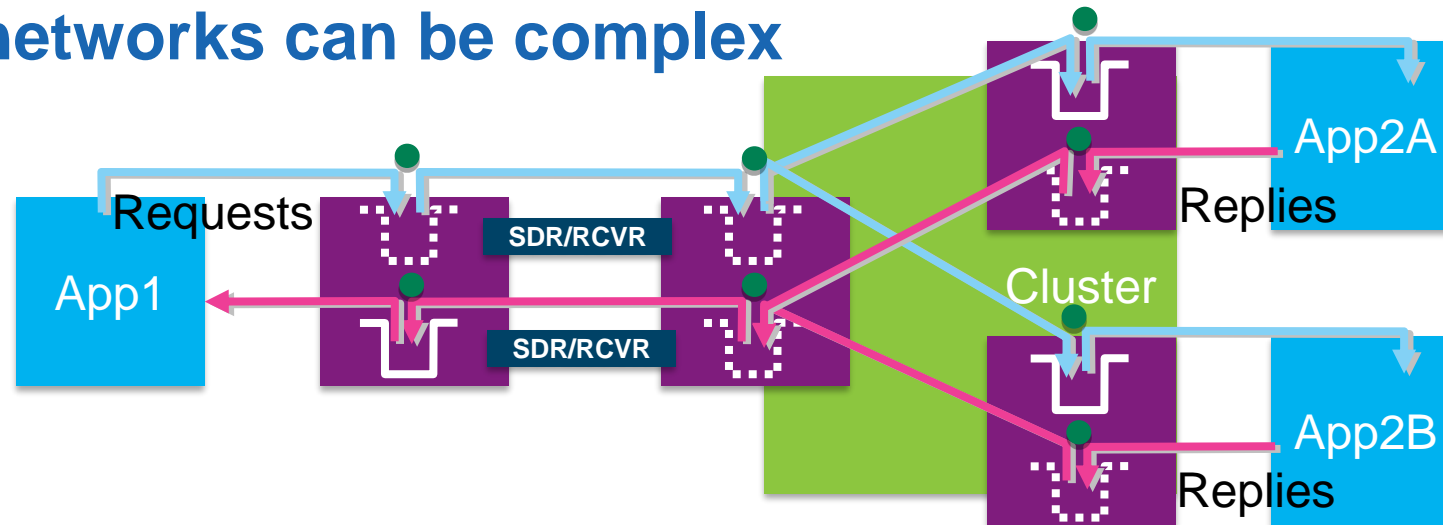 networks can be complex
App2A
Requests
Replies
SDR/RCVR
App1
Cluster
SDR/RCVR
App2B
Replies